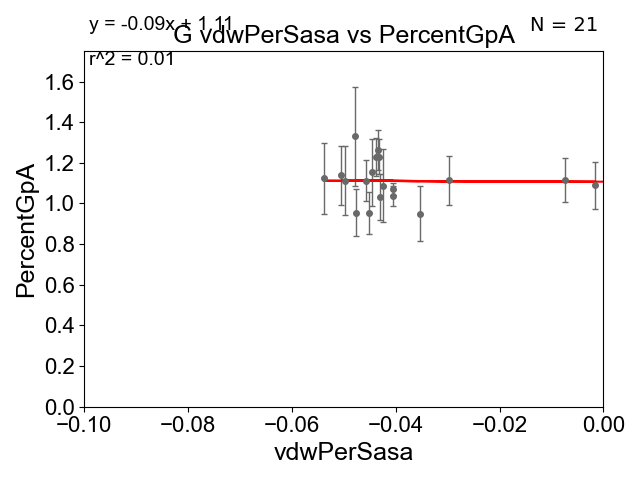 y = -0.09x + 1.11
N = 21
G vdwPerSasa vs PercentGpA
r^2 = 0.01
PercentGpA
1.6
1.4
1.2
1.0
0.8
0.6
0.4
0.2
0.0
−0.10 −0.08 −0.06 −0.04 −0.02 0.00
vdwPerSasa